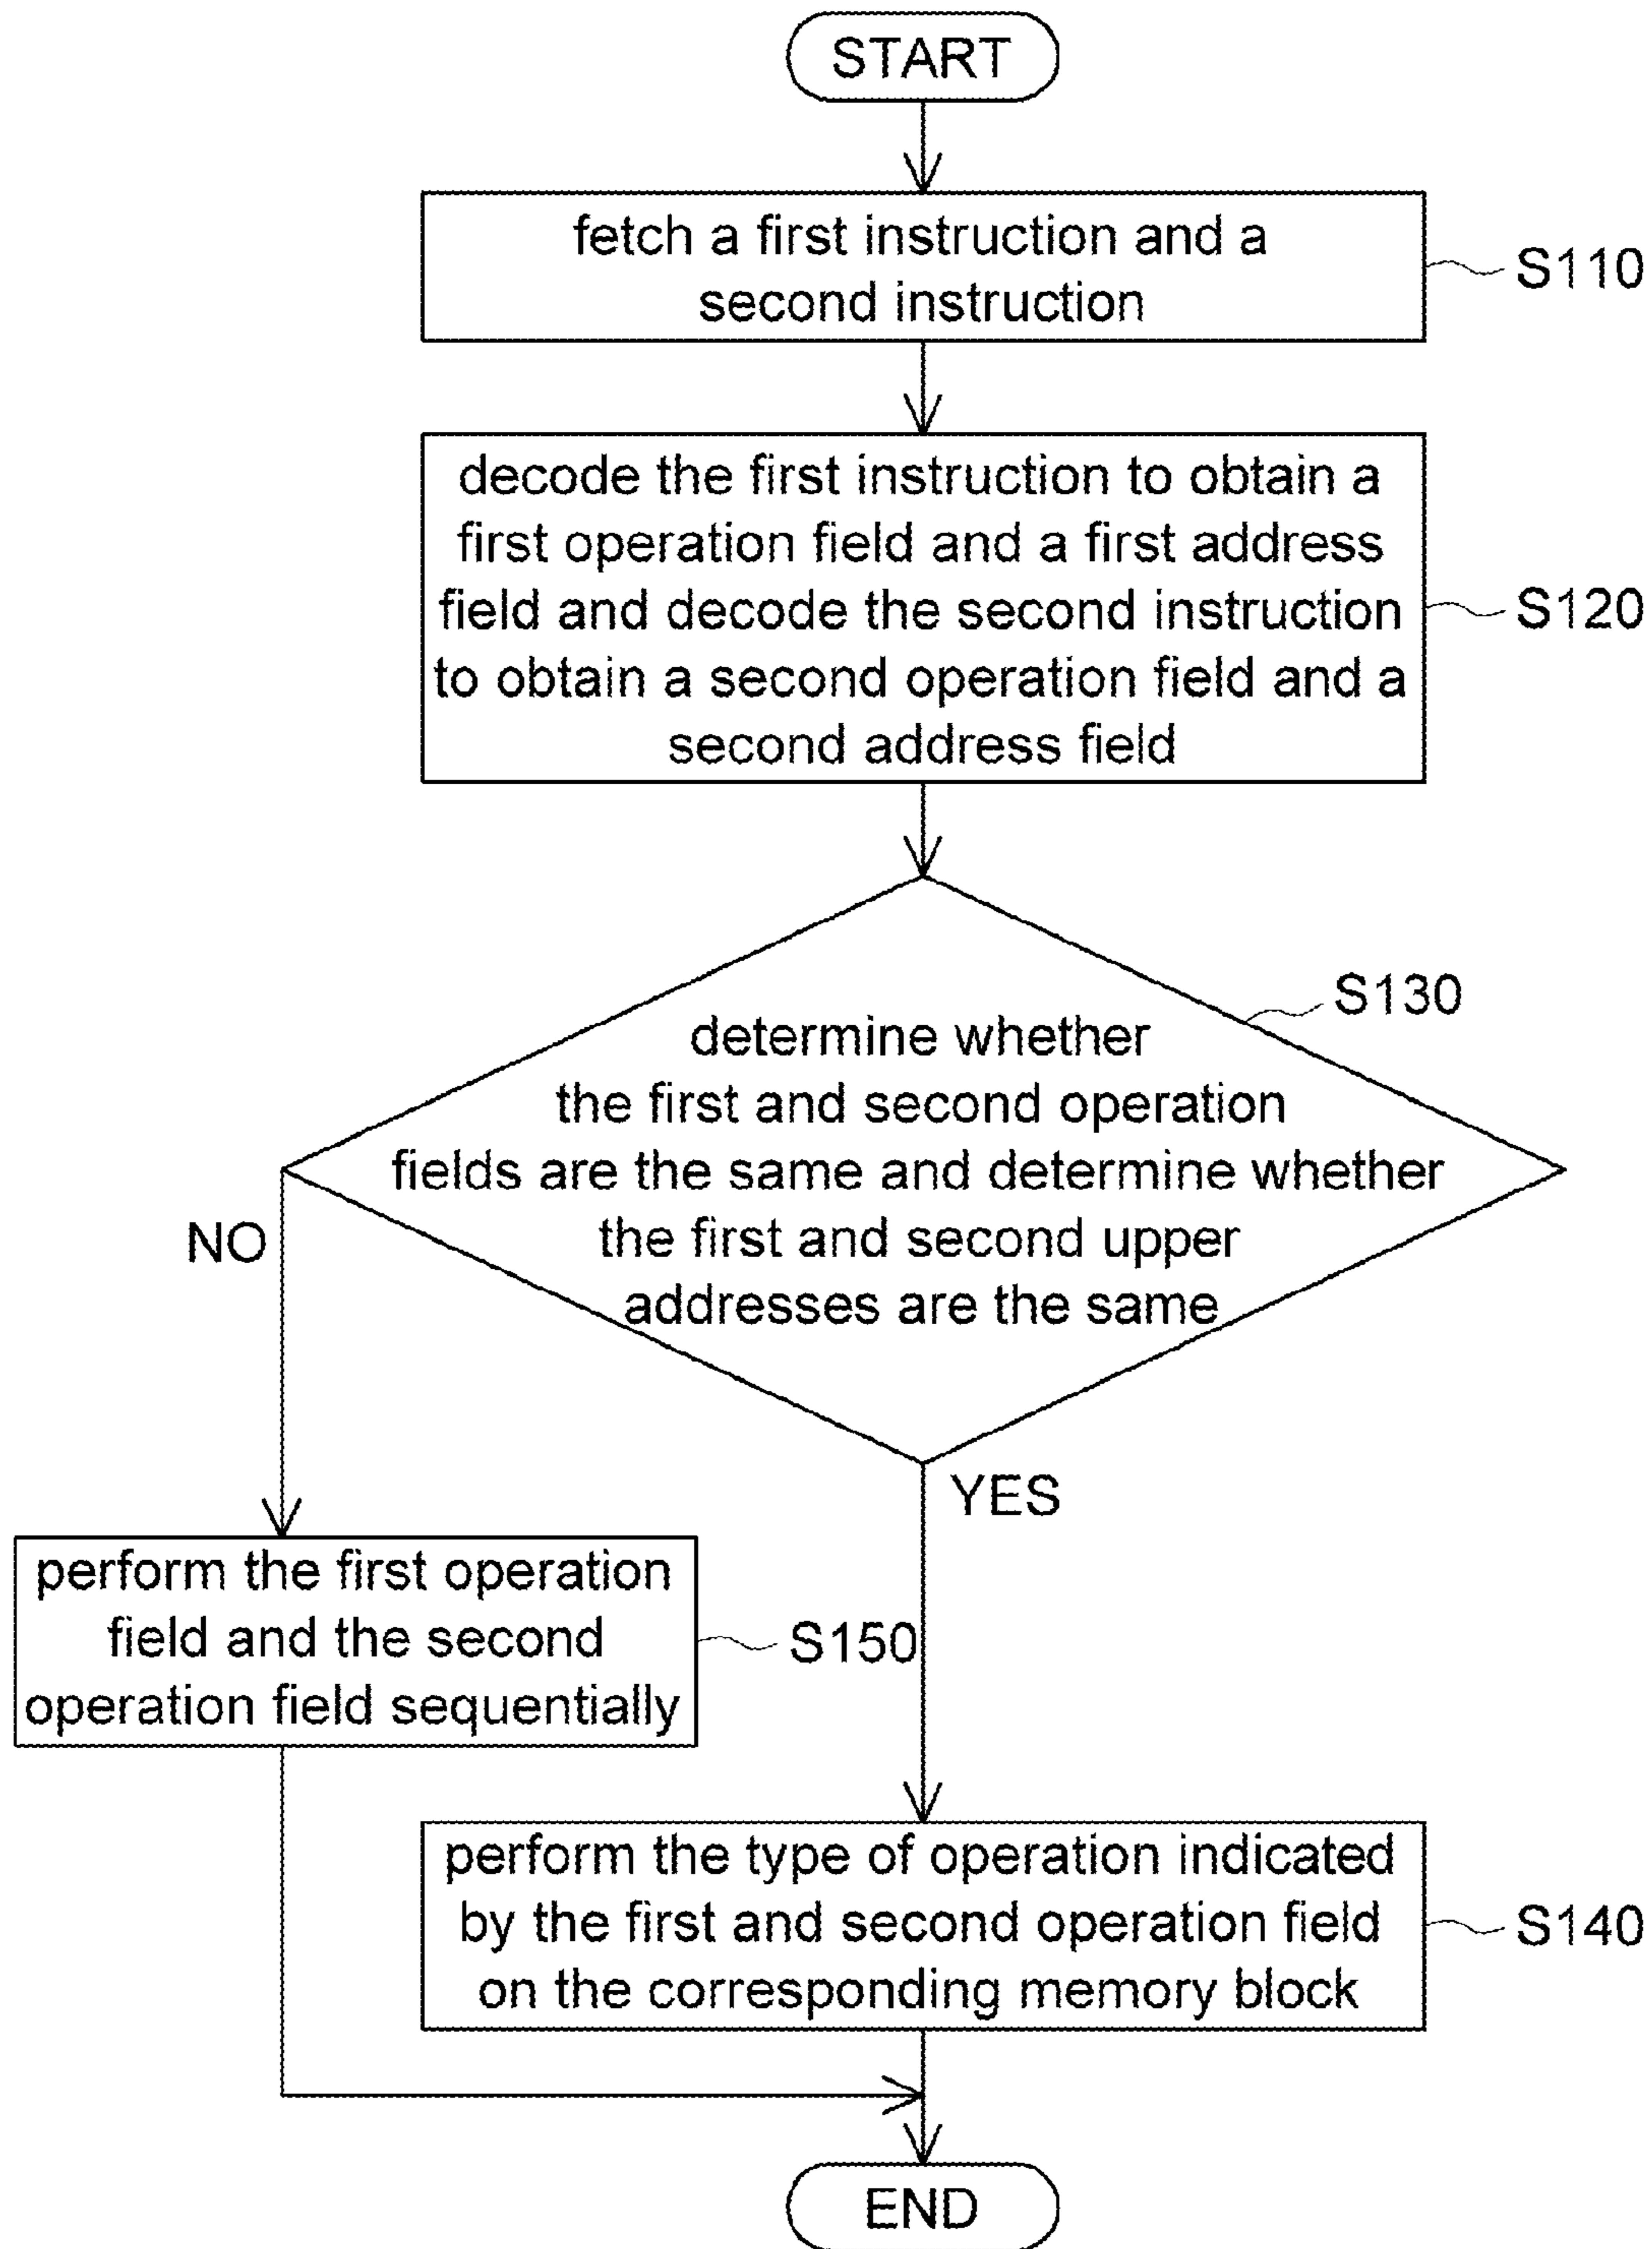 START
fetch a first instruction and a
second instruction
S110
decode the first instruction to obtain a
first operation field and a first address
field and decode the second instruction
to obtain a second operation field and a
second address field
S120
S130
determine whether
the first and second operation
fields are the same and determine whether
the first and second upper
addresses are the same
NO
YES
perform the first operation
field and the second
operation field sequentially
S150
perform the type of operation indicated
by the first and second operation field
on the corresponding memory block
S140
END